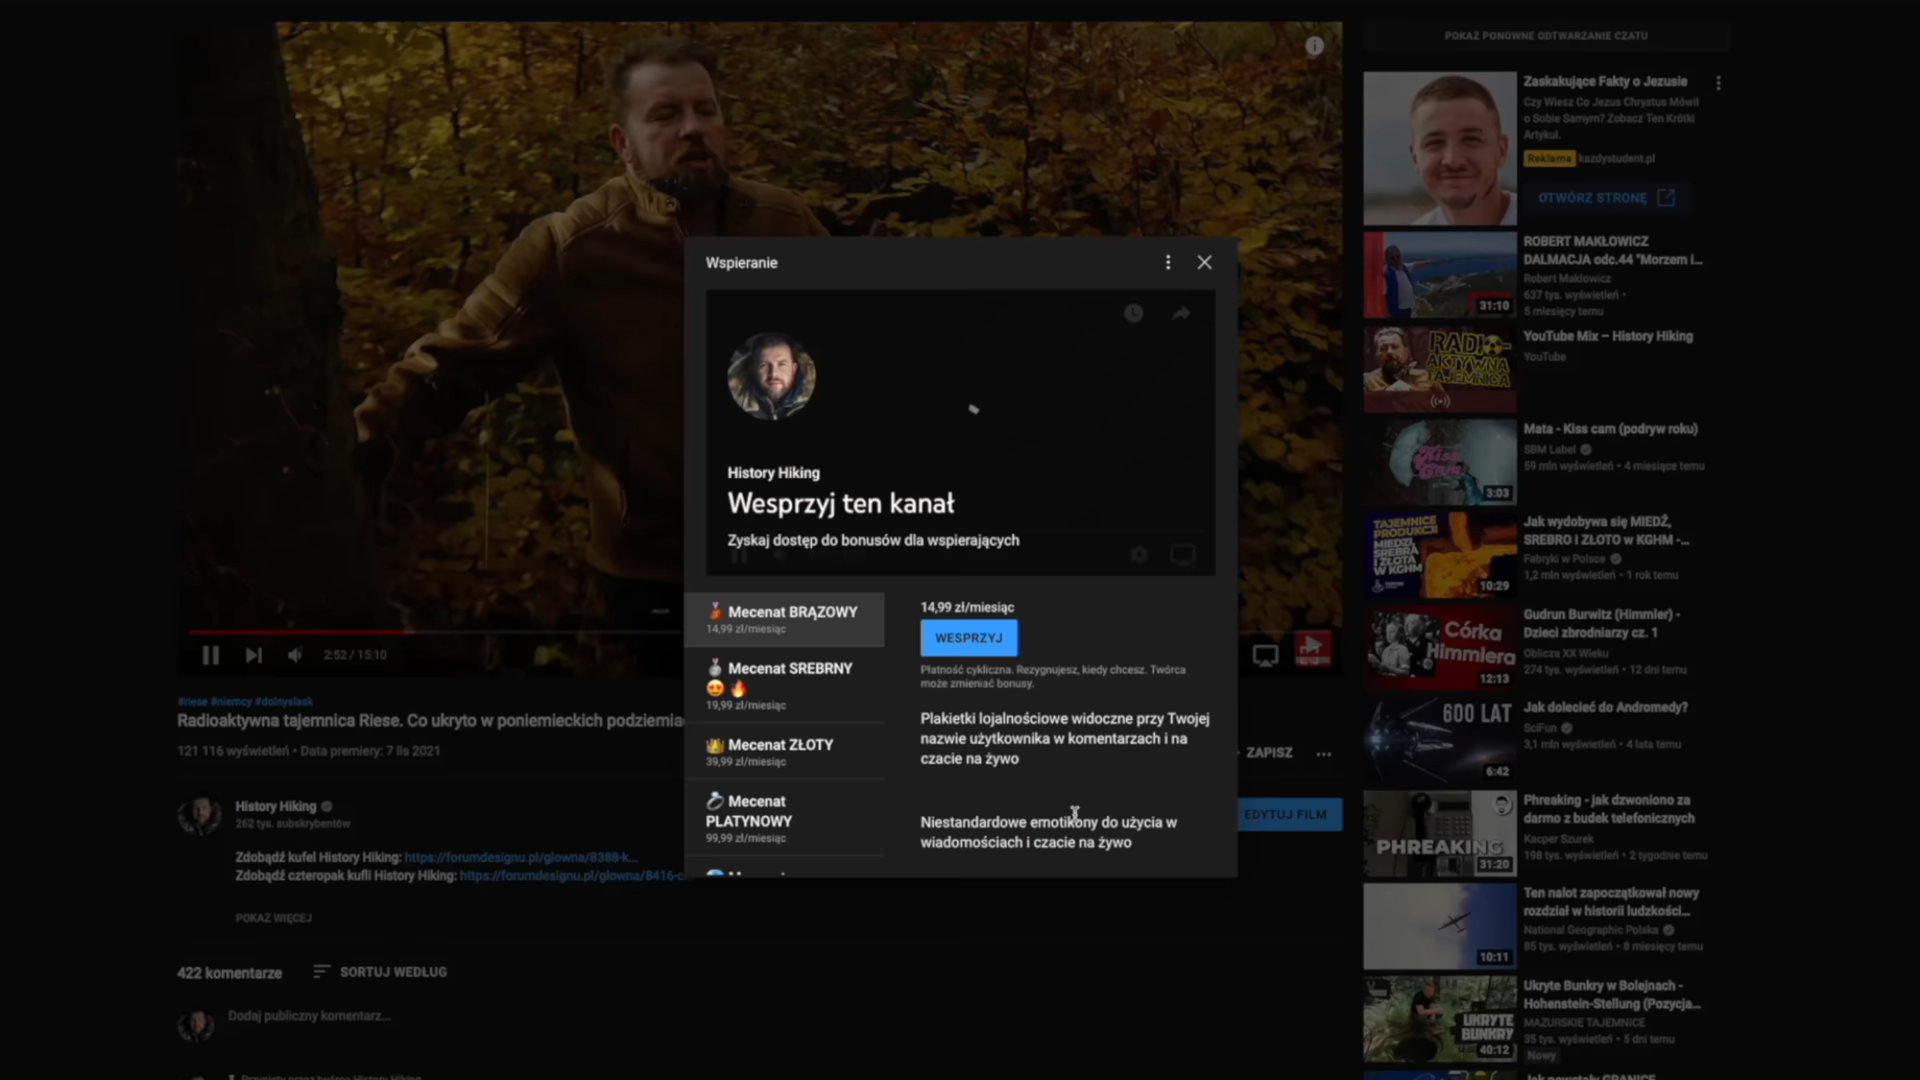 POKAŻ PONOWNE ODTWARZANIE CZATU
Zaskakujące Fakty o Jezusie
Czy Wiesz Co Jezus Chrystus Mówił
o Sobie Samym? Zobacz Ten Krótki
Artykuł.
Reklama kazdystudent.pl
OTWÓRZ STRONĘ
ROBERT MAKŁOWICZ
DALMACJA odc.44 "Morzem i...
Robert Makłowicz
637 tys. wyświetleń •
5 miesięcy temu
31:10
YouTube Mix – History Hiking
YouTube
RADIO-
AKTYWNA
TAJEMNICA
Mata - Kiss cam (podryw roku)
SBM Label
59 mln wyświetleń • 4 miesiące temu
Kiss
Cam
3:03
Jak wydobywa się MIEDŹ,
SREBRO I ZŁOTO w KGHM -...
Fabryki w Polsce
1,2 mln wyświetleń • 1 rok temu
TAJEMNICE
PRODUKCJI
MIEDZI,
SREBRA
I ZŁOTA
W KGHM
10:29
Gudrun Burwitz (Himmler) -
Dzieci zbrodniarzy cz. 1
Oblicza XX Wieku
274 tys. wyświetleń • 12 dni temu
Córka
Himmlera
12:13
Jak dolecieć do Andromedy?
SciFun
3,1 mln wyświetleń • 4 lata temu
600 LAT
6:42
Phreaking - jak dzwoniono za
darmo z budek telefonicznych
Kacper Szurek
198 tys. wyświetleń • 2 tygodnie temu
PHREAKING
31:20
Ten nalot zapoczątkował nowy
rozdział w historii ludzkości...
National Geographic Polska
85 tys. wyświetleń • 8 miesięcy temu
10:11
Ukryte Bunkry w Bolejnach -
Hohenstein-Stellung (Pozycja...
MAZURSKIE TAJEMNICE
35 tys. wyświetleń • 5 dni temu
Nowy
UKRYTE
BUNKRY
40:12
Wspieranie
History Hiking
Wesprzyj ten kanał
Zyskaj dostęp do bonusów dla wspierających
Mecenat BRĄZOWY
14,99 zł/miesiąc
Mecenat SREBRNY
😍 🔥
19,99 zł/miesiąc
Mecenat ZŁOTY
39,99 zł/miesiąc
Mecenat
PLATYNOWY
99,99 zł/miesiąc
14,99 zł/miesiąc
WESPRZYJ
Płatność cykliczna. Rezygnujesz, kiedy chcesz. Twórca
może zmieniać bonusy.
Plakietki lojalnościowe widoczne przy Twojej
nazwie użytkownika w komentarzach i na
czacie na żywo
Niestandardowe emotikony do użycia w
wiadomościach i czacie na żywo
2:52 / 15:10
#riese #niemcy #dolnyslask
Radioaktywna tajemnica Riese. Co ukryto w poniemieckich podziemia
121 116 wyświetleń • Data premiery: 7 lis 2021
ZAPISZ
History Hiking
262 tys. subskrybentów
EDYTUJ FILM
Zdobądź kufel History Hiking: https://forumdesignu.pl/glowna/8388-k...
Zdobądź czteropak kufli History Hiking: https://forumdesignu.pl/glowna/8416-c
POKAŻ WIĘCEJ
422 komentarze
SORTUJ WEDŁUG
Dodaj publiczny komentarz...